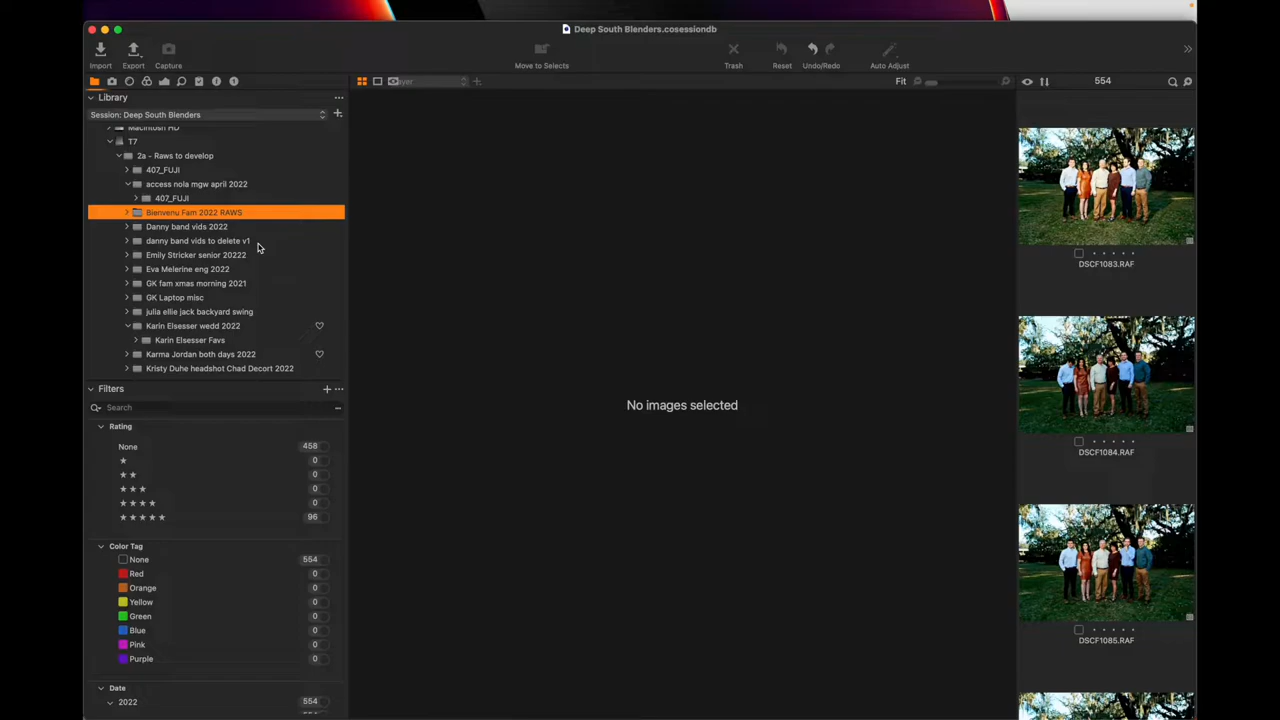 Deep South Blenders.cosessiondb
Import Export Capture Move to Selects Trash Reset Undo/Redo Auto Adjust
Fit 554
Library
Session: Deep South Blenders
Macintosh HD
T7
2a - Raws to develop
407_FUJI
access nola mgw april 2022
407_FUJI
Bienvenu Fam 2022 RAWS
Danny band vids 2022
danny band vids to delete v1
Emily Stricker senior 20222
Eva Melerine eng 2022
GK fam xmas morning 2021
GK Laptop misc
julia ellie jack backyard swing
Karin Elsesser wedd 2022
Karin Elsesser Favs
Karma Jordan both days 2022
Kristy Duhe headshot Chad Decort 2022
Filters
Search
Rating
None 458
0
0
0
0
96
Color Tag
None 554
Red 0
Orange 0
Yellow 0
Green 0
Blue 0
Pink 0
Purple 0
Date
2022 554
No images selected
DSCF1083.RAF
DSCF1084.RAF
DSCF1085.RAF